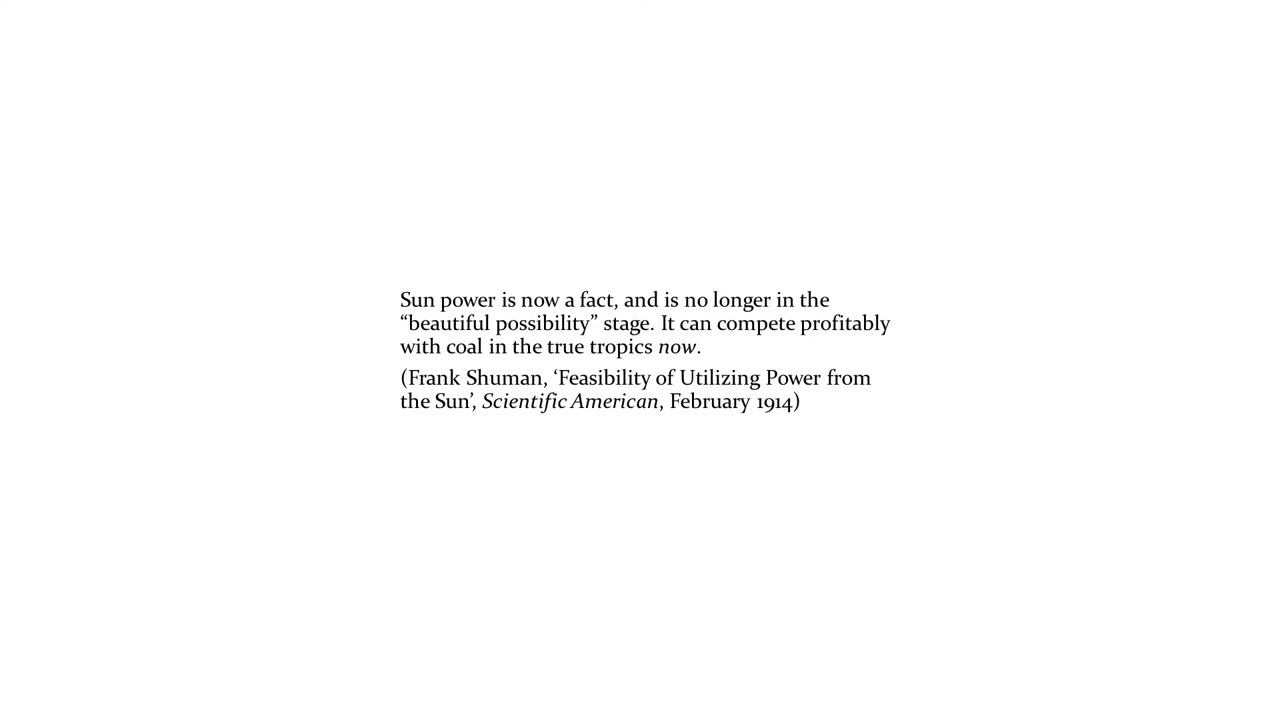 Sun power is now a fact, and is no longer in the
“beautiful possibility” stage. It can compete profitably
with coal in the true tropics now.
(Frank Shuman, ‘Feasibility of Utilizing Power from
the Sun’, Scientific American, February 1914)